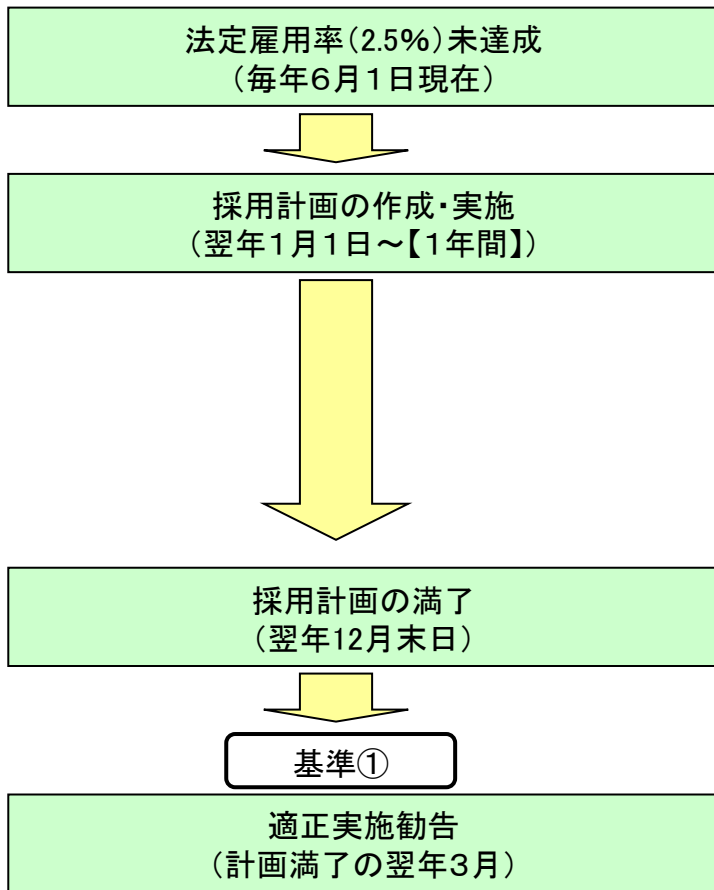 法定雇用率（2.5％）未達成
（毎年６月１日現在）
採用計画の作成・実施
（翌年１月１日～【１年間】）
採用計画の満了
（翌年12月末日）
基準①
適正実施勧告
（計画満了の翌年３月）